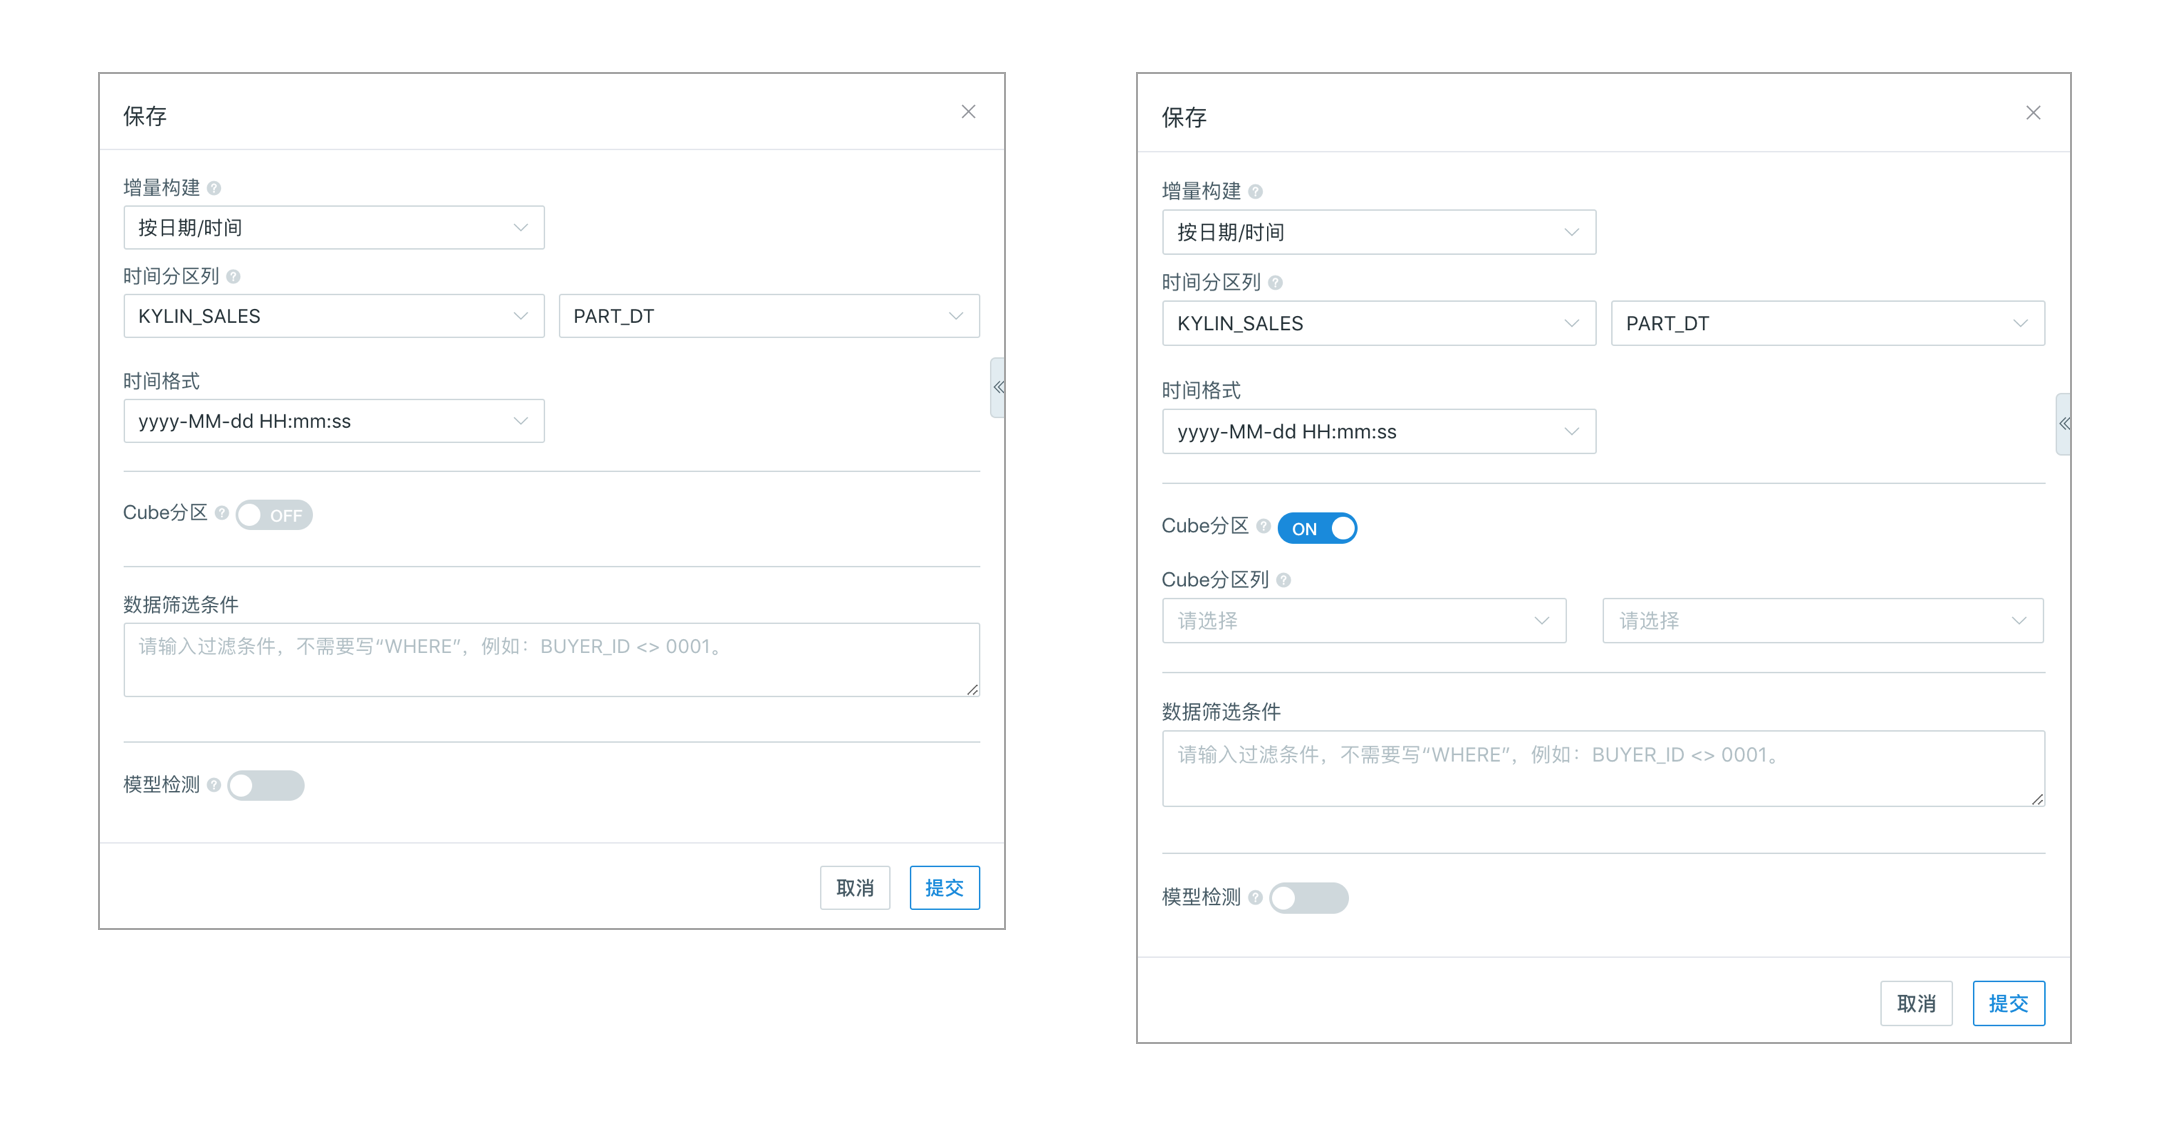 保存
增量构建
按日期/时间
时间分区列
KYLIN_SALES
PART_DT
时间格式
yyyy-MM-dd HH:mm:ss
Cube分区
OFF
数据筛选条件
请输入过滤条件，不需要写“WHERE”，例如：BUYER_ID <> 0001。
模型检测
取消
提交
保存
增量构建
按日期/时间
时间分区列
KYLIN_SALES
PART_DT
时间格式
yyyy-MM-dd HH:mm:ss
Cube分区
ON
Cube分区列
请选择
请选择
数据筛选条件
请输入过滤条件，不需要写“WHERE”，例如：BUYER_ID <> 0001。
模型检测
取消
提交